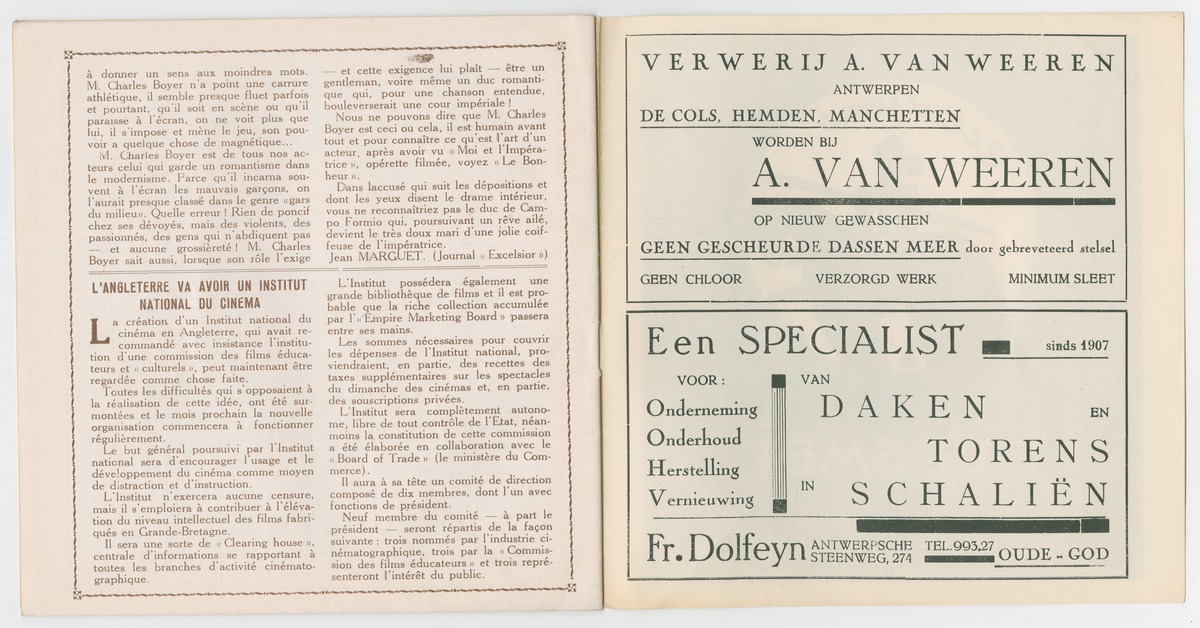 à donner un sens aux moindres mots.
M. Charles Boyer n'a point une carrure
athlétique, il semble presque fluet parfois
et pourtant, qu'il soit en scène ou qu'il
paraisse à l'écran, on ne voit plus que
lui, il s'impose et mène le jeu, son pou-
voir a quelque chose de magnétique...
M. Charles Boyer est de tous nos ac-
teurs celui qui garde un romantisme dans
le modernisme. Parce qu'il incarna sou-
vent à l'écran les mauvais garçons, on
l'aurait presque classé dans le genre «gars
du milieu». Quelle erreur ! Rien de poncif
chez ses dévoyés, mais des violents, des
passionnés, des gens qui n'abdiquent pas
— et aucune grossièreté ! M. Charles
Boyer sait aussi, lorsque son rôle l'exige
— et cette exigence lui plaît — être un
gentleman, voire même un duc romanti-
que qui, pour une chanson entendue,
bouleverserait une cour impériale !
Nous ne pouvons dire que M. Charles
Boyer est ceci ou cela, il est humain avant
tout et pour connaître ce qu'est l'art d'un
acteur, après avoir vu « Moi et l'Impéra-
trice », opérette filmée, voyez « Le Bon-
heur ».
Dans laccusé qui suit les dépositions et
dont les yeux disent le drame intérieur,
vous ne reconnaîtriez pas le duc de Cam-
po Formio qui, poursuivant un rêve ailé,
devient le très doux mari d'une jolie coif-
feuse de l'impératrice.
Jean MARGUET. (Journal « Excelsior »)
L'ANGLETERRE VA AVOIR UN INSTITUT
NATIONAL DU CINEMA
La création d'un Institut national du
cinéma en Angleterre, qui avait re-
commandé avec insistance l'institu-
tion d'une commission des films éduca-
teurs et « culturels », peut maintenant être
regardée comme chose faite.
Toutes les difficultés qui s'opposaient à
la réalisation de cette idée, ont été sur-
montées et le mois prochain la nouvelle
organisation commencera à fonctionner
régulièrement.
Le but général poursuivi par l'Institut
national sera d'encourager l'usage et le
développement du cinéma comme moyen
de distraction et d'instruction.
L'Institut n'exercera aucune censure,
mais il s'emploiera à contribuer à l'éléva-
tion du niveau intellectuel des films fabri-
qués en Grande-Bretagne.
Il sera une sorte de « Clearing house »,
centrale d'informations se rapportant à
toutes les branches d'activité cinémato-
graphique.
L'Institut possédera également une
grande bibliothèque de films et il est pro-
bable que la riche collection accumulée
par l'« Empire Marketing Board » passera
entre ses mains.
Les sommes nécessaires pour couvrir
les dépenses de l'Institut national, pro-
viendraient, en partie, des recettes des
taxes supplémentaires sur les spectacles
du dimanche des cinémas et, en partie,
des souscriptions privées.
L'Institut sera complètement autono-
me, libre de tout contrôle de l'Etat, néan-
moins la constitution de cette commission
a été élaborée en collaboration avec le
« Board of Trade » (le ministère du Com-
merce).
Il aura à sa tête un comité de direction
composé de dix membres, dont l'un avec
fonctions de président.
Neuf membre du comité — à part le
président — seront répartis de la façon
suivante : trois nommés par l'industrie ci-
nématographique, trois par la « Commis-
sion des films éducateurs » et trois repré-
senteront l'intérêt du public.
VERWERIJ A. VAN WEEREN
ANTWERPEN
DE COLS, HEMDEN, MANCHETTEN
WORDEN BIJ
A. VAN WEEREN
OP NIEUW GEWASSCHEN
GEEN GESCHEURDE DASSEN MEER door gebreveteerd stelsel
GEEN CHLOOR VERZORGD WERK MINIMUM SLEET
Een SPECIALIST sinds 1907
VOOR :
Onderneming
Onderhoud
Herstelling
Vernieuwing
VAN
DAKEN EN
TORENS
IN SCHALIËN
Fr. Dolfeyn ANTWERPSCHE STEENWEG, 274 TEL. 993,27 OUDE - GOD